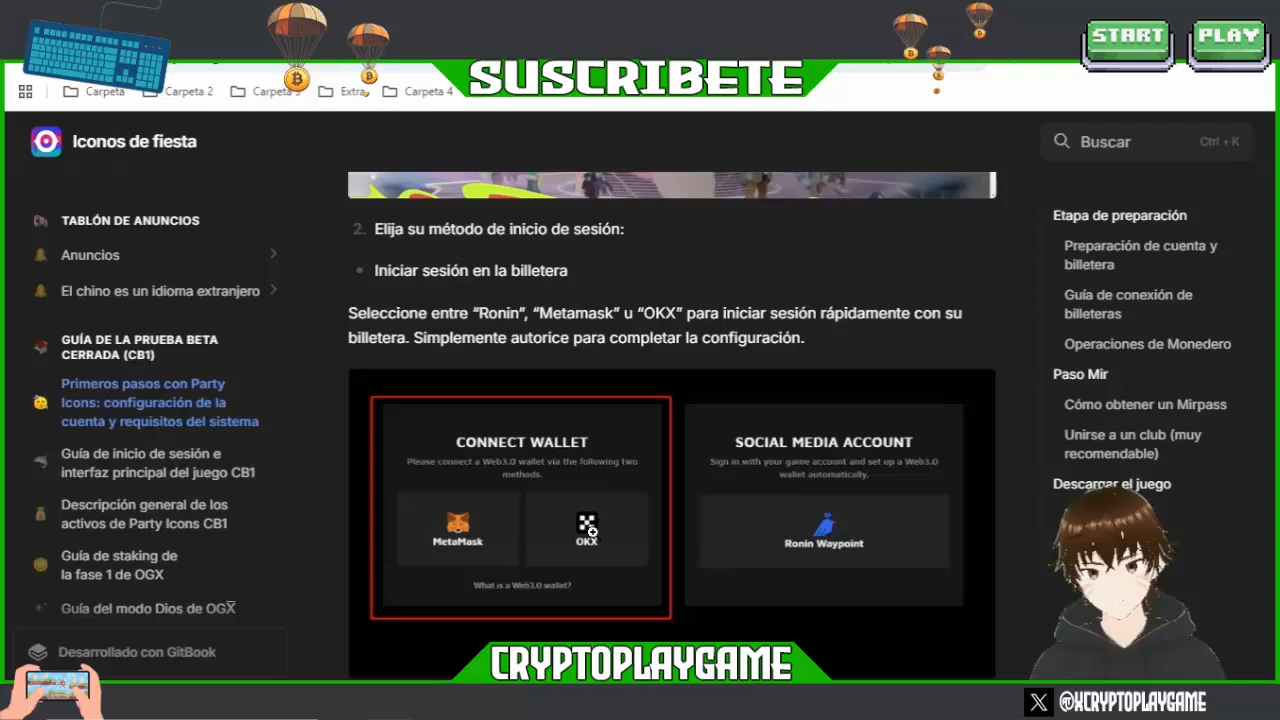 START
PLAY
SUSCRIBETE
Carpeta
Carpeta 2
Extra
Carpeta 4
Iconos de fiesta
Buscar
Ctrl + K
TABLÓN DE ANUNCIOS
Anuncios
El chino es un idioma extranjero
GUÍA DE LA PRUEBA BETA
CERRADA (CB1)
Primeros pasos con Party
Icons: configuración de la
cuenta y requisitos del sistema
Guía de inicio de sesión e
interfaz principal del juego CB1
Descripción general de los
activos de Party Icons CB1
Guía de staking de
la fase 1 de OGX
Guía del modo Dios de OGX
Desarrollado con GitBook
2. Elija su método de inicio de sesión:
Iniciar sesión en la billetera
Seleccione entre “Ronin”, “Metamask” u “OKX” para iniciar sesión rápidamente con su
billetera. Simplemente autorice para completar la configuración.
CONNECT WALLET
Please connect a Web3.0 wallet via the following two
methods.
MetaMask
OKX
What is a Web3.0 wallet?
SOCIAL MEDIA ACCOUNT
Sign in with your game account and set up a Web3.0
wallet automatically.
Ronin Waypoint
Etapa de preparación
Preparación de cuenta y
billetera
Guía de conexión de
billeteras
Operaciones de Monedero
Paso Mir
Cómo obtener un Mirpass
Unirse a un club (muy
recomendable)
Descargar el juego
CRYPTOPLAYGAME
X @XCRYPTOPLAYGAME